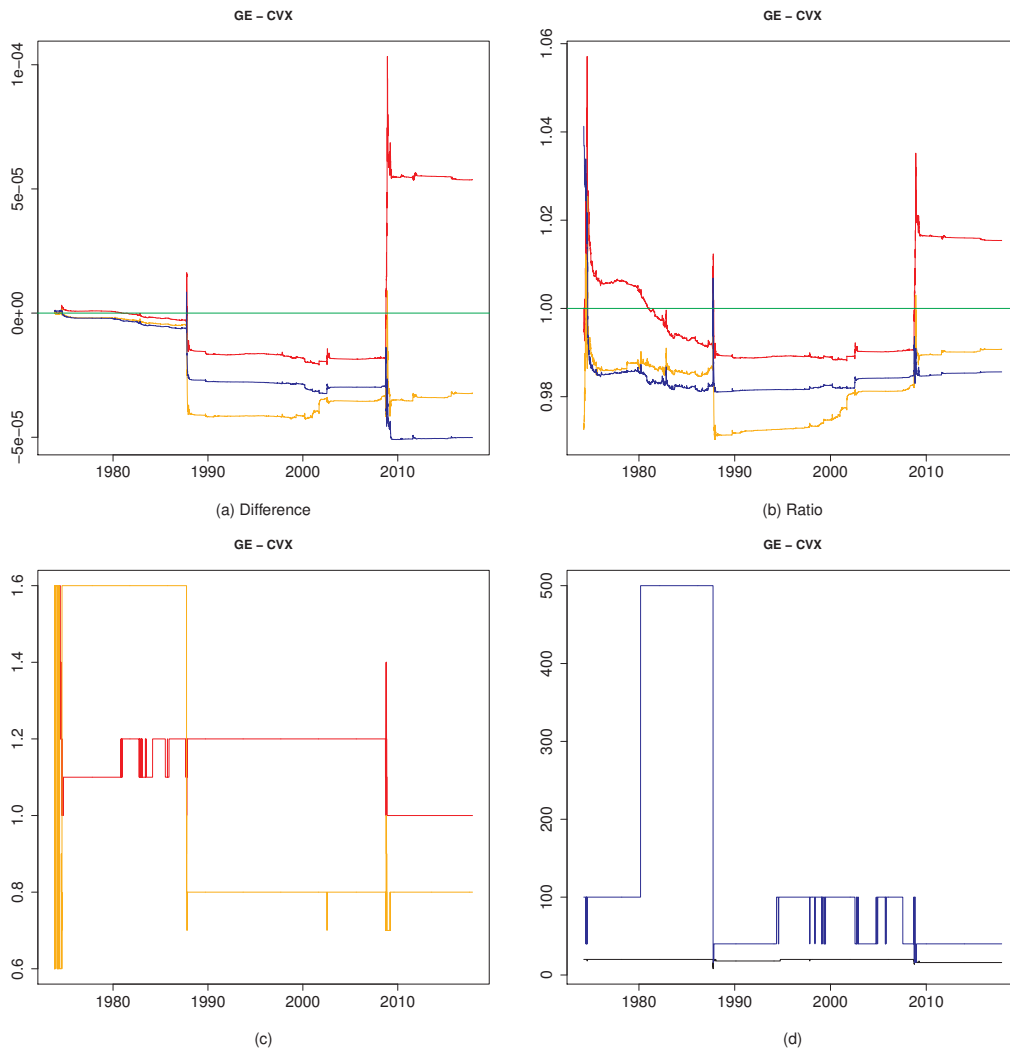 GE − CVX
1e−04
5e−05
0e+00
−5e−05
1980 1990 2000 2010
(a) Difference
GE − CVX
1.06
1.04
1.02
1.00
0.98
1980 1990 2000 2010
(b) Ratio
GE − CVX
1.6
1.4
1.2
1.0
0.8
0.6
1980 1990 2000 2010
(c)
GE − CVX
500
400
300
200
100
0
1980 1990 2000 2010
(d)